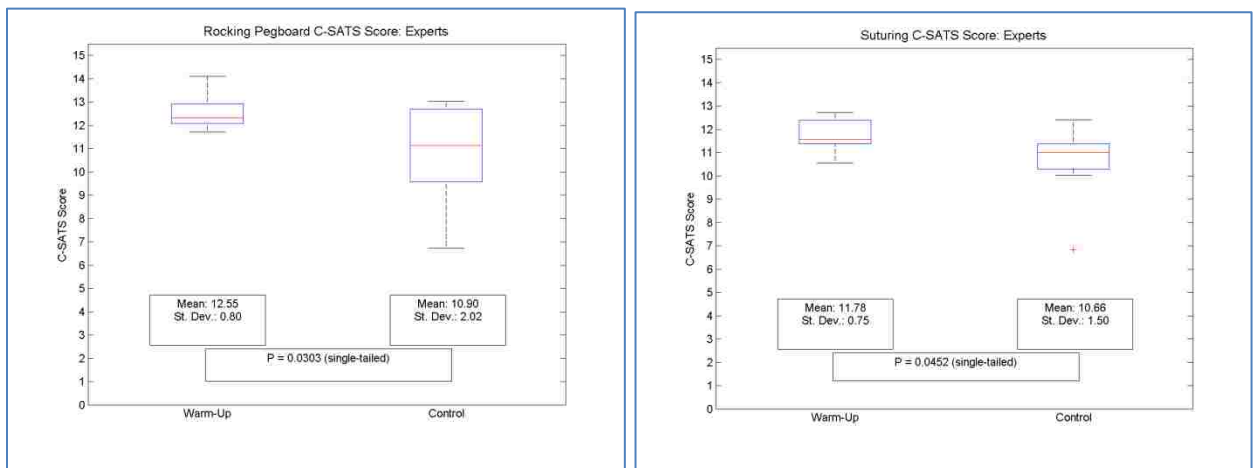 Rocking Pegboard C-SATS Score: Experts
15
14
13
12
11
10
9
8
7
6
5
4
3
2
1
0
C-SATS Score
Mean: 12.55
St. Dev.: 0.80
Mean: 10.90
St. Dev.: 2.02
P = 0.0303 (single-tailed)
Warm-Up
Control
Suturing C-SATS Score: Experts
15
14
13
12
11
10
9
8
7
6
5
4
3
2
1
0
C-SATS Score
Mean: 11.78
St. Dev.: 0.75
Mean: 10.66
St. Dev.: 1.50
P = 0.0452 (single-tailed)
Warm-Up
Control